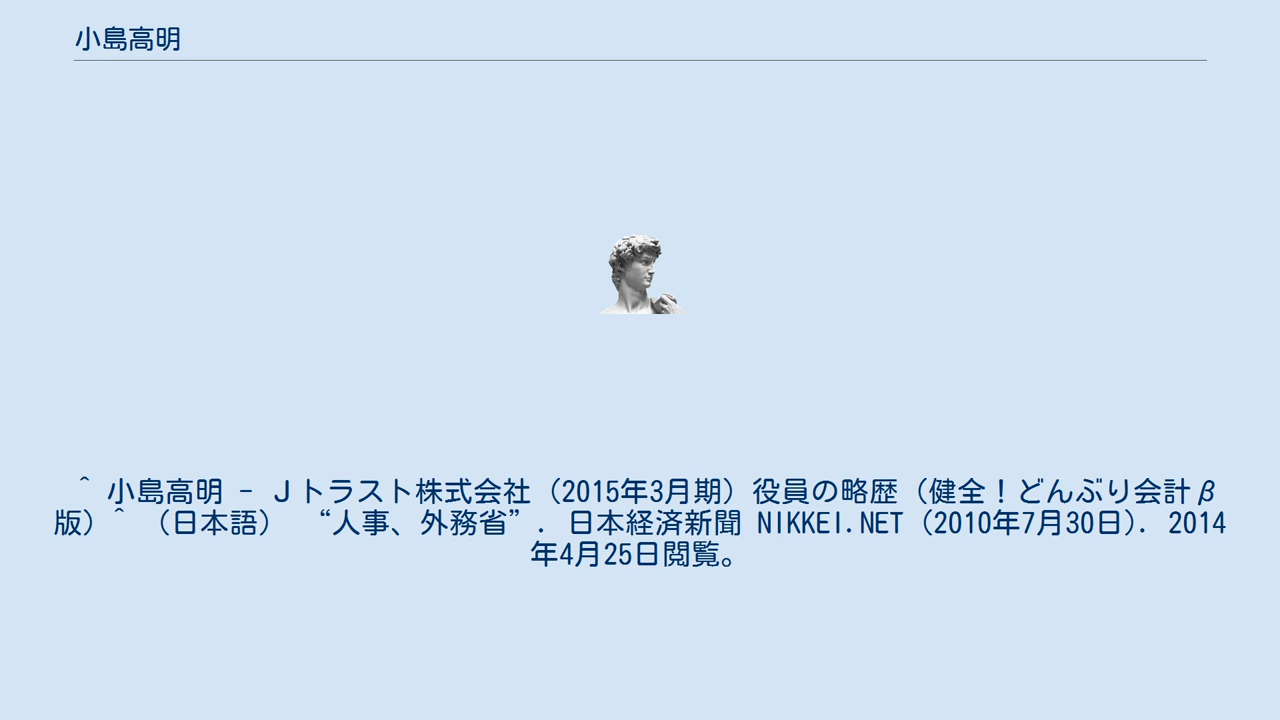 小島高明
^ 小島高明 - Ｊトラスト株式会社（2015年3月期）役員の略歴（健全！どんぶり会計β
版）^ （日本語） “人事、外務省”. 日本経済新聞 NIKKEI.NET（2010年7月30日）. 2014
年4月25日閲覧。